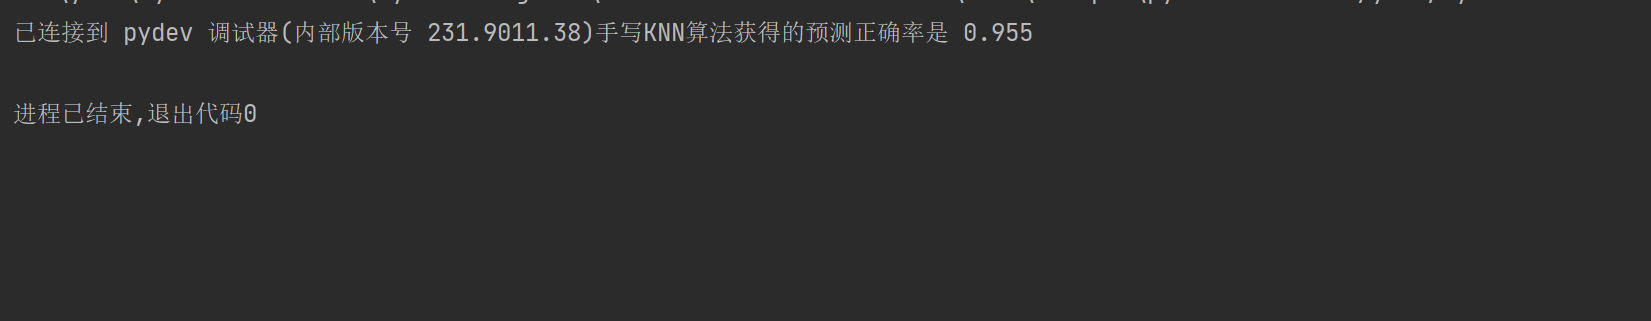 已连接到 pydev 调试器(内部版本号 231.9011.38)手写KNN算法获得的预测正确率是 0.955
进程已结束,退出代码0